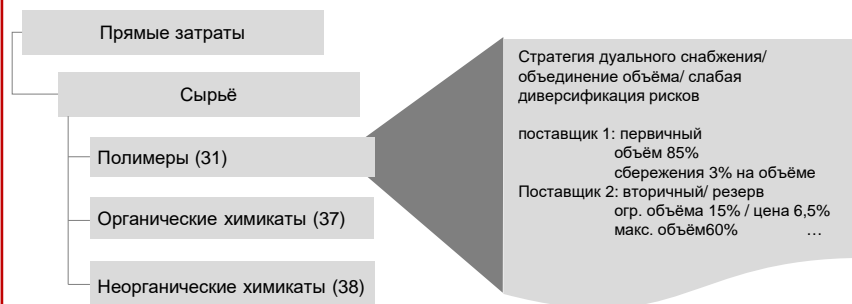 Прямые затраты
Сырьё
Полимеры (31)
Органические химикаты (37)
Неорганические химикаты (38)
Стратегия дуального снабжения/
объединение объёма/ слабая
диверсификация рисков
поставщик 1: первичный
объём 85%
сбережения 3% на объёме
Поставщик 2: вторичный/ резерв
огр. объёма 15% / цена 6,5%
макс. объём60% …